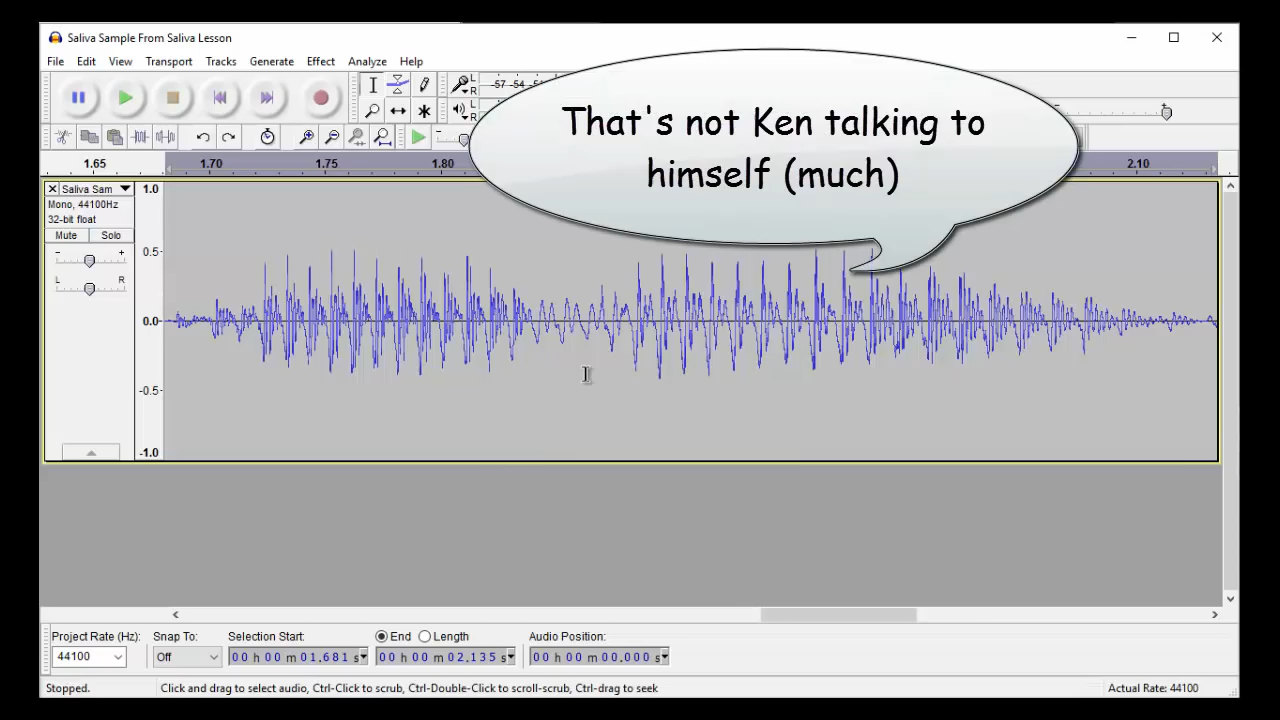 Saliva Sample From Saliva Lesson
File Edit View Transport Tracks Generate Effect Analyze Help
That's not Ken talking to
himself (much)
L
R
-57 -54
L
R
1.65 1.70 1.75 1.80 2.10
Saliva Sam
Mono, 44100Hz
32-bit float
Mute Solo
- +
L R
1.0
0.5
0.0
-0.5
-1.0
Project Rate (Hz): Snap To: Selection Start: End Length Audio Position:
44100 Off 00 h 00 m 01.681 s 00 h 00 m 02.135 s 00 h 00 m 00.000 s
Stopped. Click and drag to select audio, Ctrl-Click to scrub, Ctrl-Double-Click to scroll-scrub, Ctrl-drag to seek Actual Rate: 44100